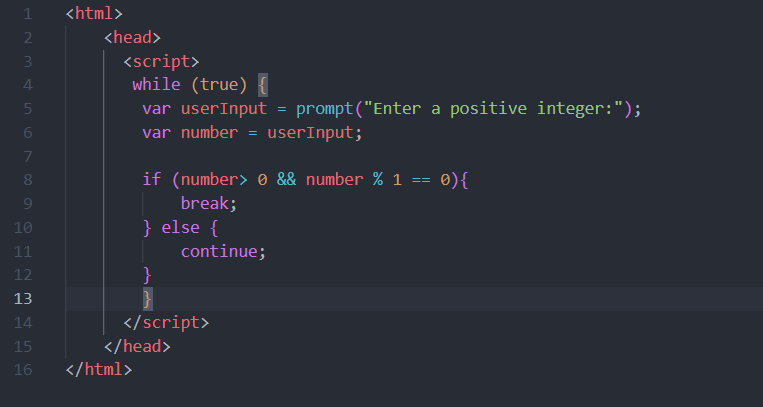 1 <html>
2     <head>
3       <script>
4        while (true) {
5         var userInput = prompt("Enter a positive integer:");
6         var number = userInput;
7
8         if (number> 0 && number % 1 == 0){
9             break;
10        } else {
11            continue;
12        }
13        }
14      </script>
15    </head>
16 </html>